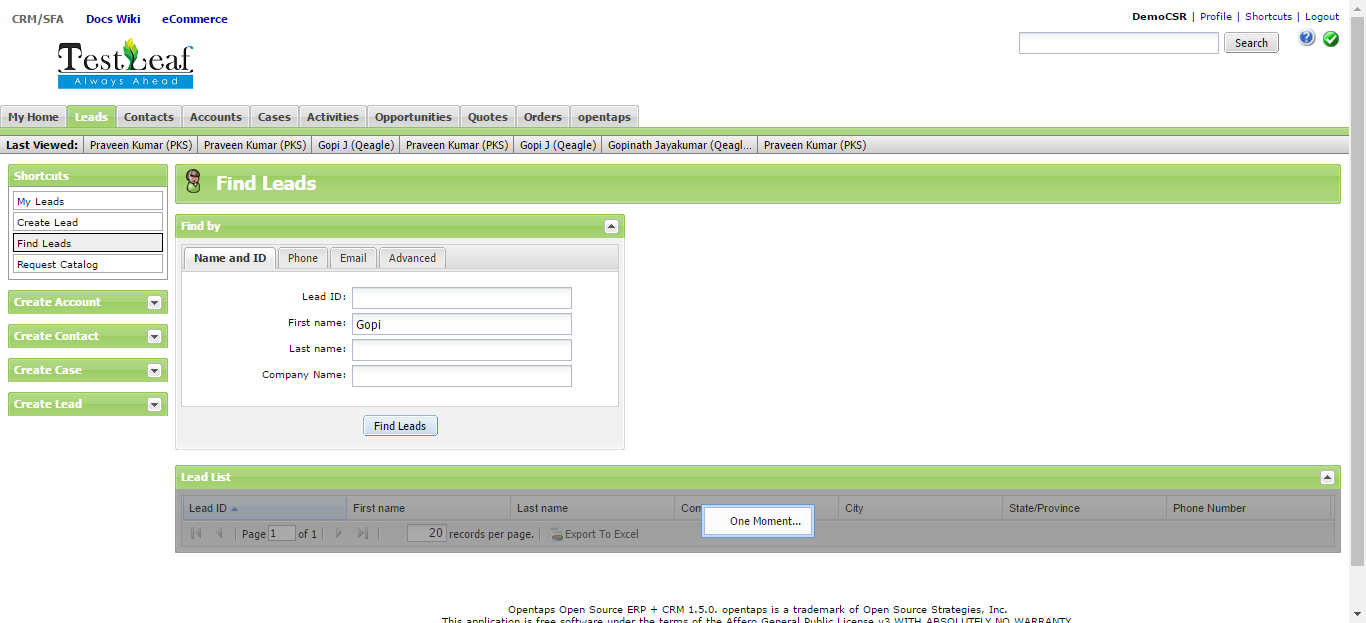 CRM/SFA Docs Wiki eCommerce
DemoCSR | Profile | Shortcuts | Logout
TestLeaf
Always Ahead
Search
My Home Leads Contacts Accounts Cases Activities Opportunities Quotes Orders opentaps
Last Viewed: Praveen Kumar (PKS) Praveen Kumar (PKS) Gopi J (Qeagle) Praveen Kumar (PKS) Gopi J (Qeagle) Gopinath Jayakumar (Qeagl... Praveen Kumar (PKS)
Shortcuts
My Leads
Create Lead
Find Leads
Request Catalog
Create Account
Create Contact
Create Case
Create Lead
Find Leads
Find by
Name and ID Phone Email Advanced
Lead ID:
First name: Gopi
Last name:
Company Name:
Find Leads
Lead List
Lead ID First name Last name City State/Province Phone Number
One Moment...
Page 1 of 1 20 records per page. Export To Excel
Opentaps Open Source ERP + CRM 1.5.0. opentaps is a trademark of Open Source Strategies, Inc.
This application is free software under the terms of the Affero General Public License v3 WITH ABSOLUTELY NO WARRANTY